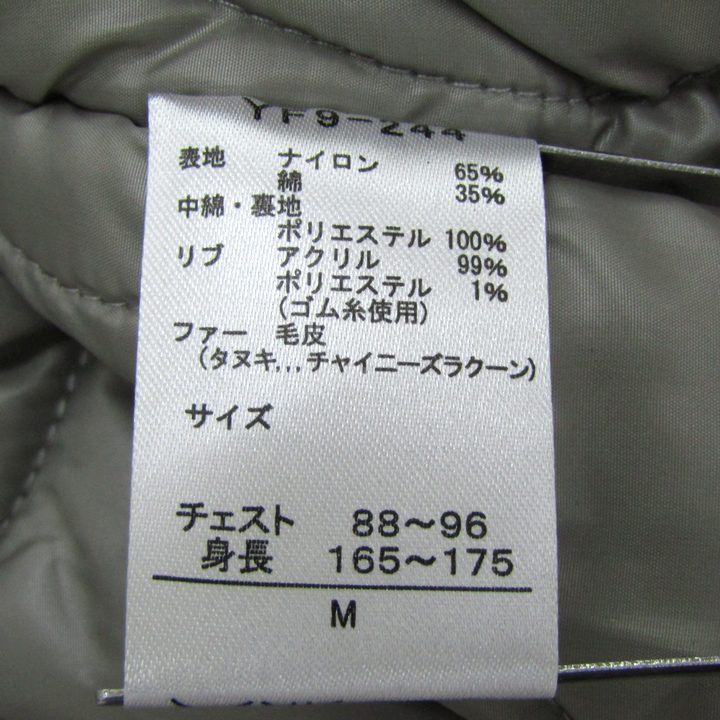 YF9-244
表地 ナイロン 65%
綿 35%
中綿・裏地
ポリエステル 100%
リブ アクリル 99%
ポリエステル 1%
(ゴム糸使用)
ファー 毛皮
(タヌキ...チャイニーズラクーン)
サイズ
チェスト 88～96
身長 165～175
M